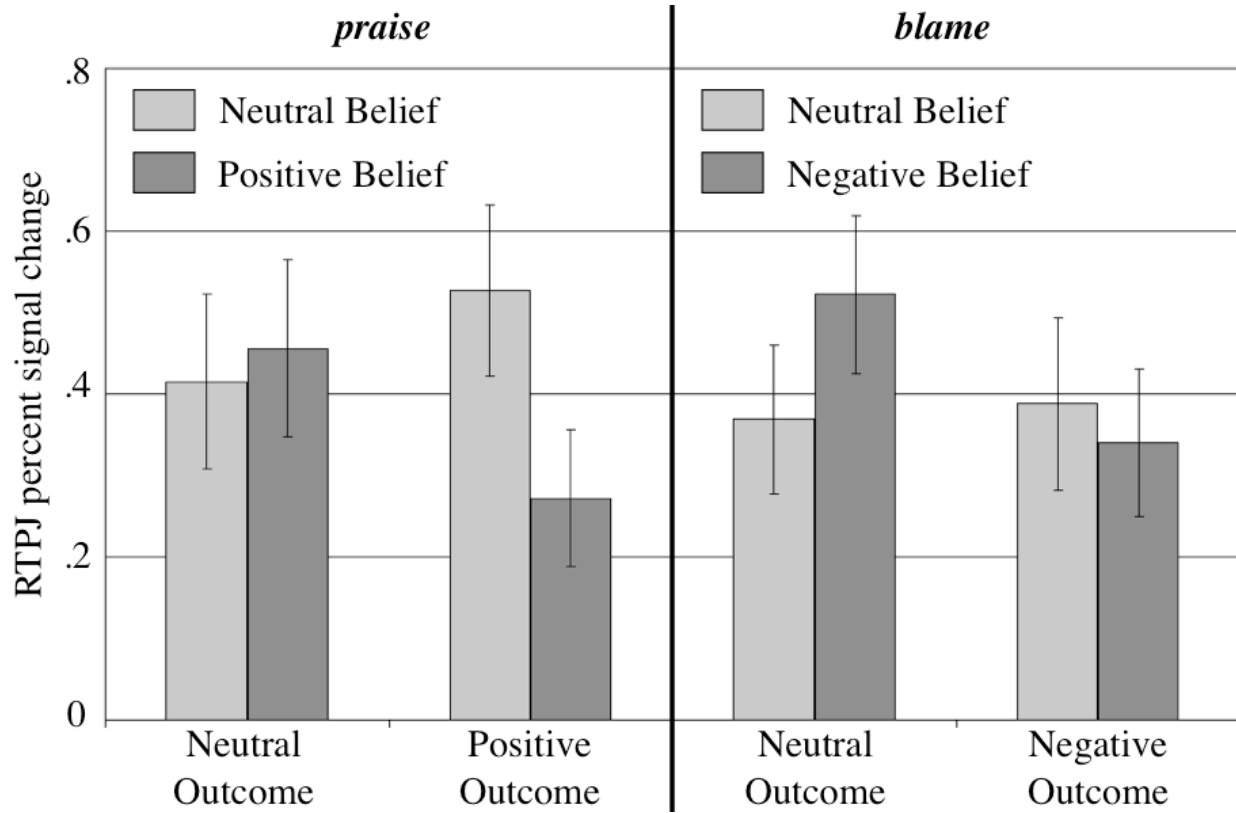 praise
blame
.8
.6
.4
.2
0
RTPJ percent signal change
Neutral Belief
Positive Belief
Neutral Belief
Negative Belief
Neutral
Outcome
Positive
Outcome
Neutral
Outcome
Negative
Outcome